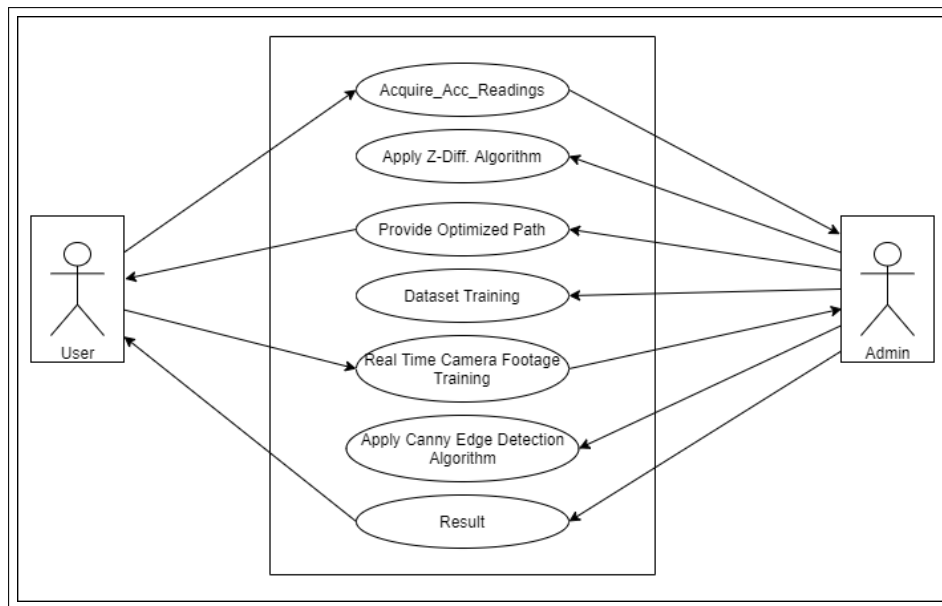 Acquire_Acc_Readings
Apply Z-Diff. Algorithm
Provide Optimized Path
Dataset Training
User
Admin
Real Time Camera Footage
Training
Apply Canny Edge Detection
Algorithm
Result